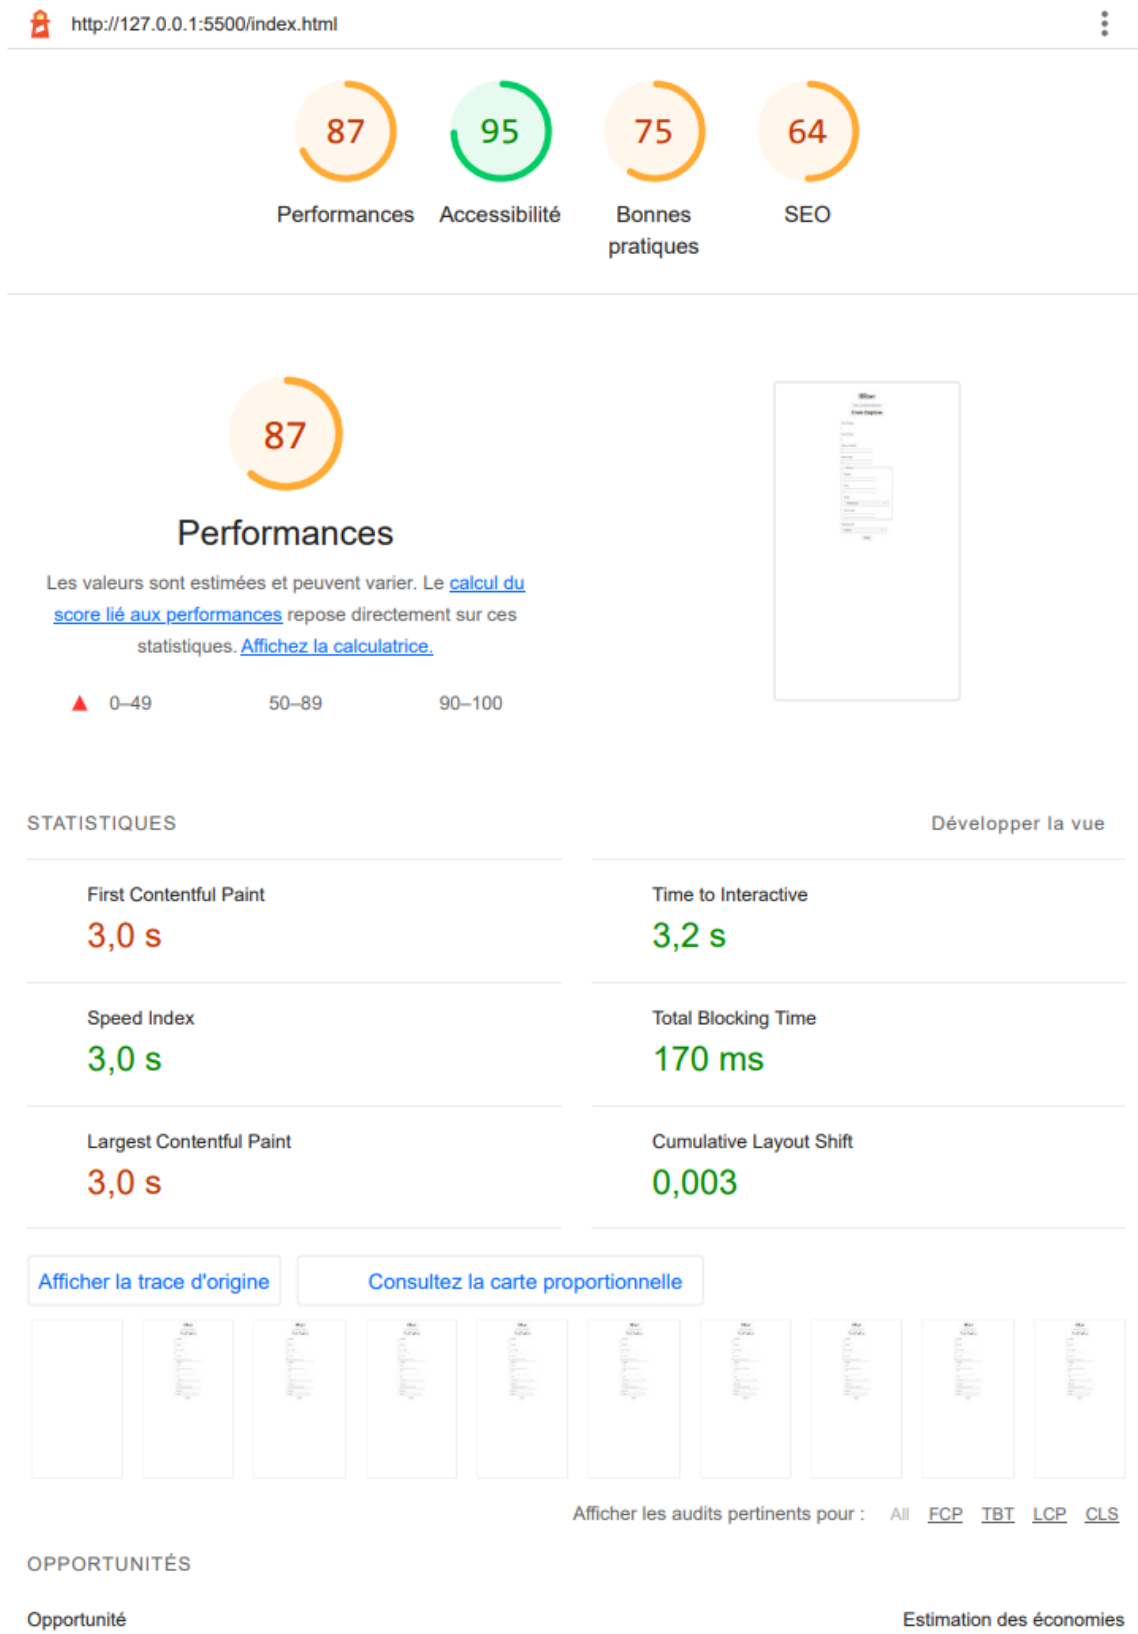 http://127.0.0.1:5500/index.html
87
95
75
64
Performances
Accessibilité
Bonnes
pratiques
SEO
87
Performances
Les valeurs sont estimées et peuvent varier. Le calcul du
score lié aux performances repose directement sur ces
statistiques. Affichez la calculatrice.
0–49
50–89
90–100
STATISTIQUES
Développer la vue
First Contentful Paint
3,0 s
Time to Interactive
3,2 s
Speed Index
3,0 s
Total Blocking Time
170 ms
Largest Contentful Paint
3,0 s
Cumulative Layout Shift
0,003
Afficher la trace d'origine
Consultez la carte proportionnelle
Afficher les audits pertinents pour : All FCP TBT LCP CLS
OPPORTUNITÉS
Opportunité
Estimation des économies